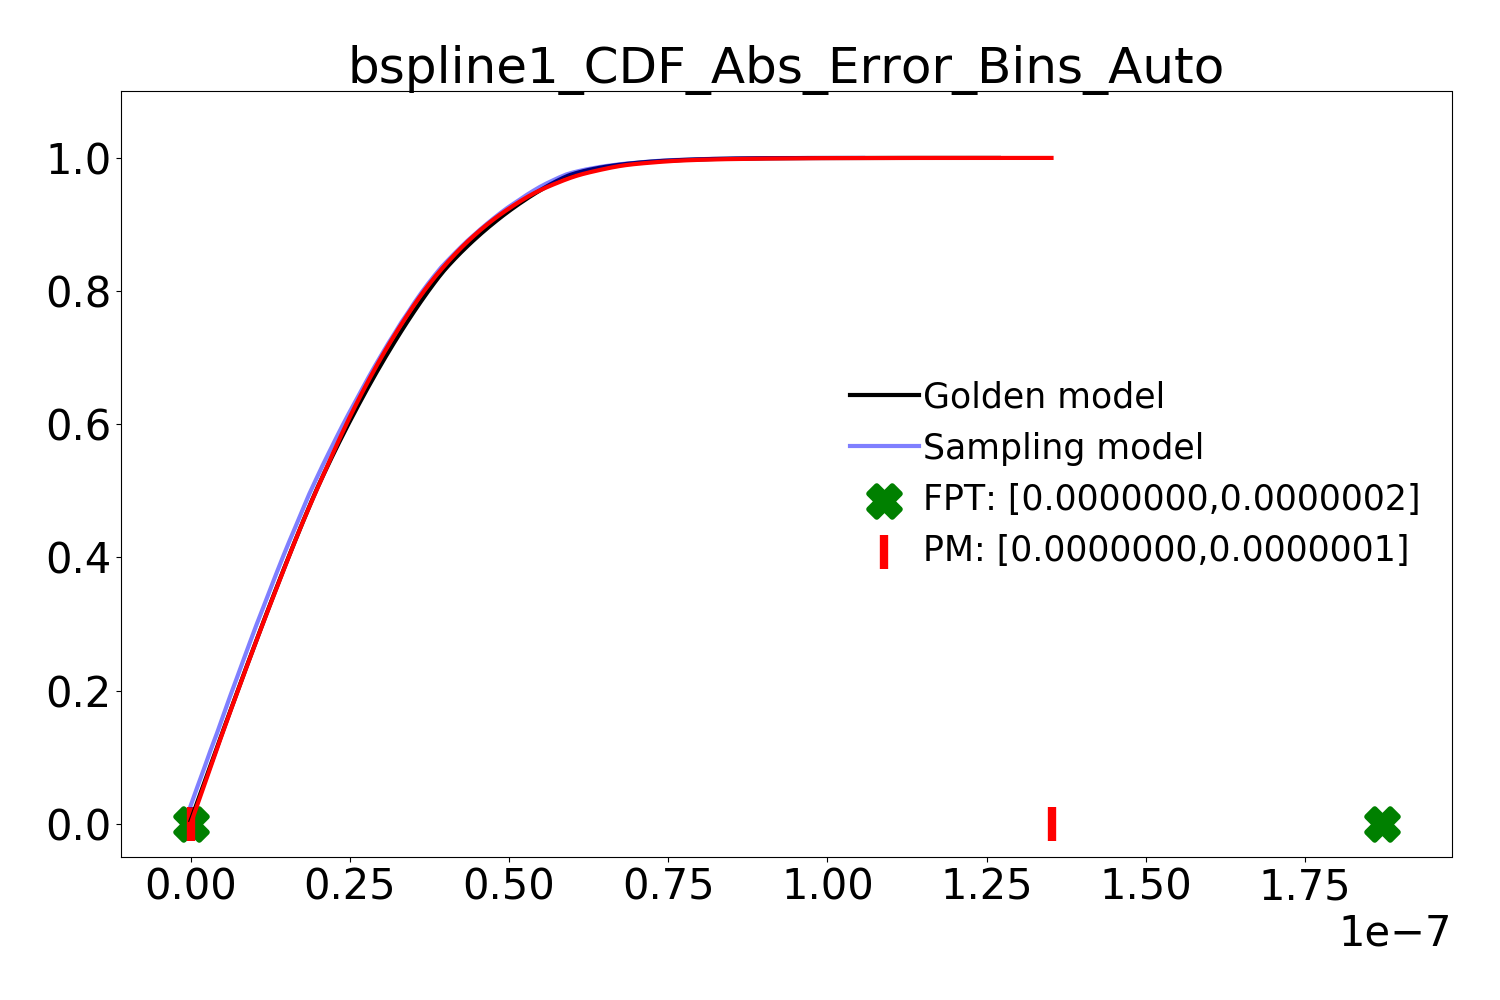 bspline1_CDF_Abs_Error_Bins_Auto
1.0
0.8
0.6
0.4
0.2
0.0
Golden model
Sampling model
FPT: [0.0000000,0.0000002]
PM: [0.0000000,0.0000001]
0.00 0.25 0.50 0.75 1.00 1.25 1.50 1.75
1e−7